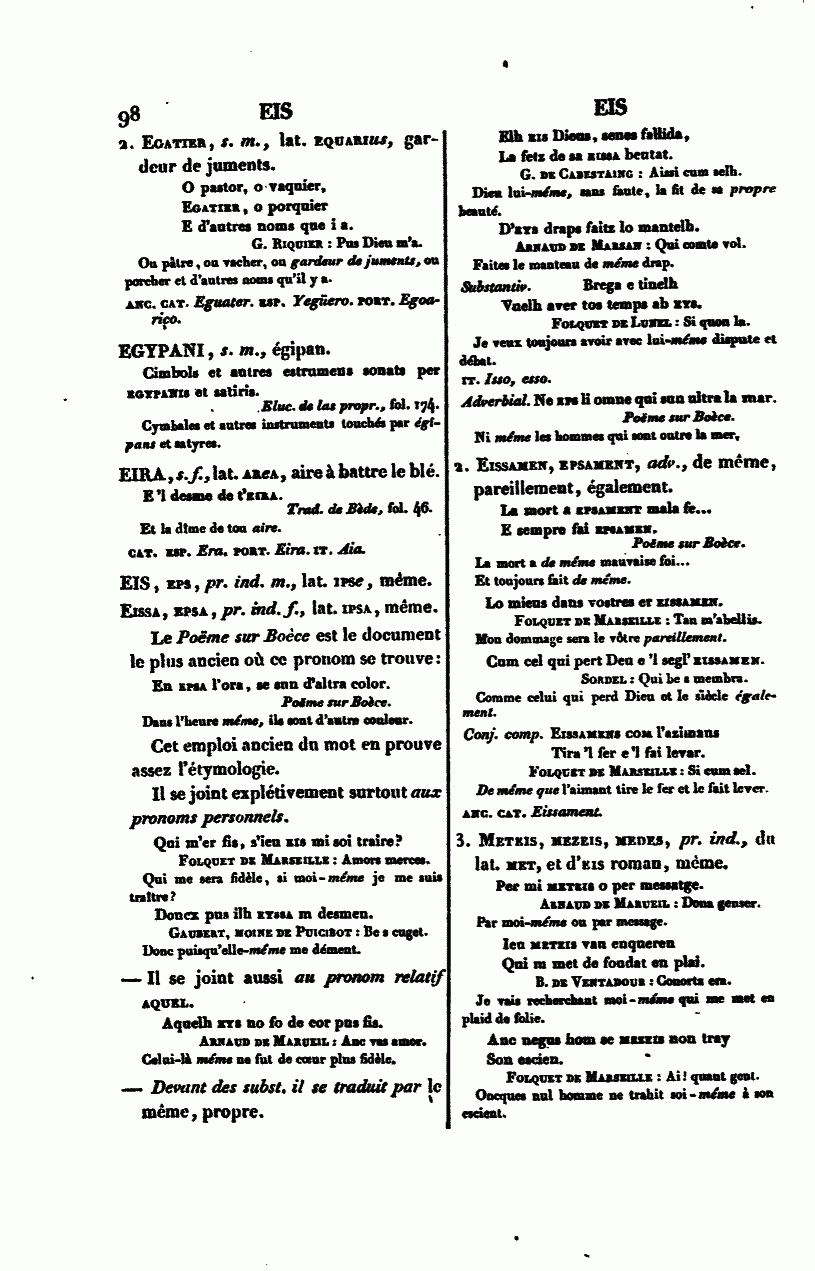 98 EIS
2. EGATIER, s. m., lat. EQUARIus, gar-
deur de juments.
O pastor, o vaquier,
EGATIER, o porquier
E d'autres noms que i a.
G. RIQUIER : Pus Dieu m'a.
Ou pâtre, ou vacher, ou gardeur de juments, ou
porcher et d'autres noms qu'il y a.
ANC. CAT. Eguater. ESP. Yegüero. PORT. Egoa-
riço.
EGYPANI, s. m., égipan.
Cimbols et autres estrumens sonats per
EGYPANIS et satiris.
Eluc. de las propr., fol. 174.
Cymbales et autres instruments touchés par égi-
pans et satyres.
EIRA, s. f., lat. AREA, aire à battre le blé.
E 'l desme de t'EIRA.
Trad. de Bède, fol. 46.
Et la dîme de ton aire.
CAT. ESP. Era. PORT. Eira. IT. Aia.
EIS, EPS, pr. ind. m., lat. IPSe, même.
EISSA, EPSA, pr. ind. f., lat. IPSA, même.
Le Poëme sur Boèce est le document
le plus ancien où ce pronom se trouve :
En EPSA l'ora, se sun d'altra color.
Poëme sur Boèce.
Dans l'heure même, ils sont d'autre couleur.
Cet emploi ancien du mot en prouve
assez l'étymologie.
Il se joint explétivement surtout aux
pronoms personnels.
Qui m'er fis, s'ieu EIS mi soi traire?
FOLQUET DE MARSEILLE : Amors merces.
Qui me sera fidèle, si moi-même je me suis
traître ?
Doncx pus ilh EYSSA m desmen.
GAUBERT, MOINE DE PUICIBOT : Be s cuget.
Donc puisqu'elle-même me dément.
— Il se joint aussi au pronom relatif
AQUEL.
Aquelh EYS no fo de cor pus fis.
ARNAUD DE MARUEIL : Anc vas amor.
Celui-là même ne fut de cœur plus fidèle.
— Devant des subst. il se traduit par le
même, propre.
EIS
Elh EIS Dieus, senes fallida,
La fetz de sa EISSA beutat.
G. DE CABESTAING : Aissi cum selh.
Dieu lui-même, sans faute, la fit de sa propre
beauté.
D'EYS draps faitz lo mantelh.
ARNAUD DE MARSAN : Qui comte vol.
Faites le manteau de même drap.
Substantiv. Brega e tinelh
Vuelh aver tos temps ab EYS.
FOLQUET DE LUNEL : Si quon la.
Je veux toujours avoir avec lui-même dispute et
débat.
IT. Isso, esso.
Adverbial. Ne EPS li omne qui sun ultra la mar.
Poëme sur Boèce.
Ni même les hommes qui sont outre la mer.
2. EISSAMEN, EPSAMENT, adv., de même,
pareillement, également.
La mort a EPSAMENT mala fe...
E sempre fai EPSAMEN.
Poëme sur Boèce.
La mort a de même mauvaise foi...
Et toujours fait de même.
Lo mieus dans vostres er EISSAMEN.
FOLQUET DE MARSEILLE : Tan m'abellis.
Mon dommage sera le vôtre pareillement.
Cum cel qui pert Deu e 'l segl' EISSAMEN.
SORDEL : Qui be s membra.
Comme celui qui perd Dieu et le siècle égale-
ment.
Conj. comp. EISSAMENS com l'azimans
Tira 'l fer e 'l fai levar.
FOLQUET DE MARSEILLE : Si cum sel.
De même que l'aimant tire le fer et le fait lever.
ANC. CAT. Eissament.
3. METEIS, MEZEIS, MEDES, pr. ind., du
lat. MET, et d'EIS roman, même.
Per mi METEIS o per messatge.
ARNAUD DE MARUEIL : Dona genser.
Par moi-même ou par message.
Ieu METEIS vau enqueren
Qui m met de foudat en plai.
B. DE VENTADOUR : Conorts era.
Je vais recherchant moi-même qui me met en
plaid de folie.
Anc negus hom se MEZEIS non tray
Son escien.
FOLQUET DE MARSEILLE : Ai! quant gent.
Oncques nul homme ne trahit soi-même à son
escient.